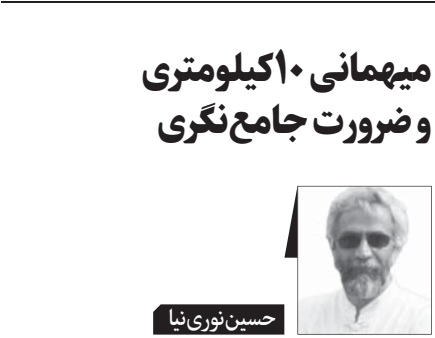 میهمانی ۱۰کیلومتری
و ضرورت جامع‌نگری
حسین نوری‌نیا